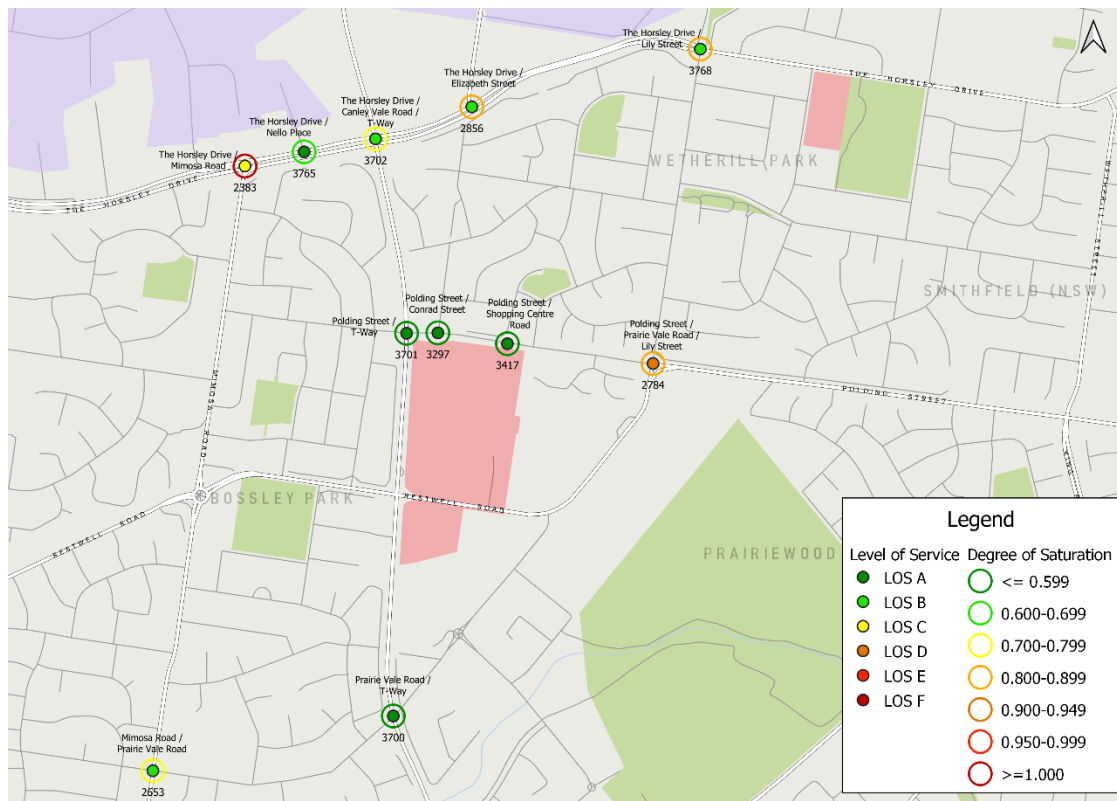 The Horsley Drive /
Lily Street
3768
THE HORSLEY DRIVE
The Horsley Drive /
Elizabeth Street
2856
The Horsley Drive /
Canley Vale Road /
T-Way
3702
The Horsley Drive /
Nello Place
3765
The Horsley Drive /
Mimosa Road
2383
THE HORSLEY DRIVE
WETHERILL PARK
WETHERILL STREET
SMITHFIELD (NSW)
Polding Street /
T-Way
3701
Polding Street /
Conrad Street
3297
Polding Street /
Shopping Centre
Road
3417
Polding Street /
Prairie Vale Road /
Lily Street
2784
POLDING STREET
MIMOSA ROAD
BOSSLEY PARK
RESTWELL ROAD
RESTWELL ROAD
KING
PRAIRIEWOOD
Prairie Vale Road /
T-Way
3700
Mimosa Road /
Prairie Vale Road
2653
Legend
Level of Service
LOS A
LOS B
LOS C
LOS D
LOS E
LOS F
Degree of Saturation
<= 0.599
0.600-0.699
0.700-0.799
0.800-0.899
0.900-0.949
0.950-0.999
>=1.000